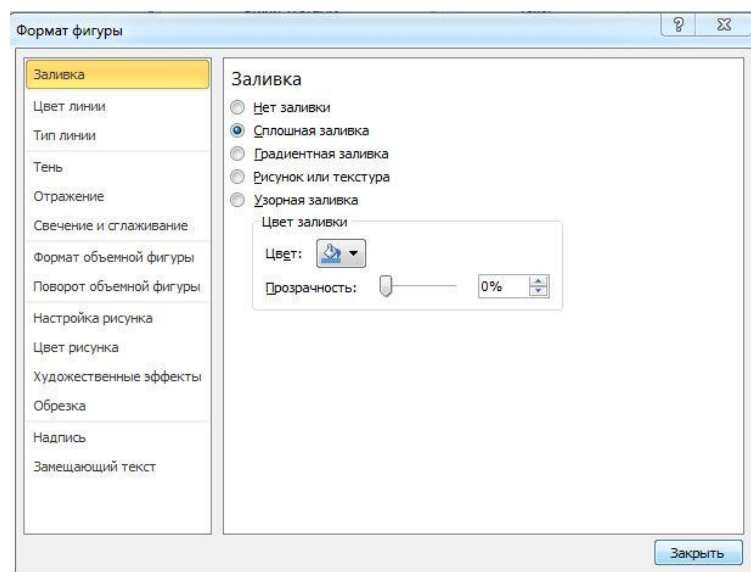 Формат фигуры
Заливка
Цвет линии
Тип линии
Тень
Отражение
Свечение и сглаживание
Формат объемной фигуры
Поворот объемной фигуры
Настройка рисунка
Цвет рисунка
Художественные эффекты
Обрезка
Надпись
Замещающий текст
Заливка
Нет заливки
Сплошная заливка
Градиентная заливка
Рисунок или текстура
Узорная заливка
Цвет заливки
Цвет:
Прозрачность: 0%
Закрыть